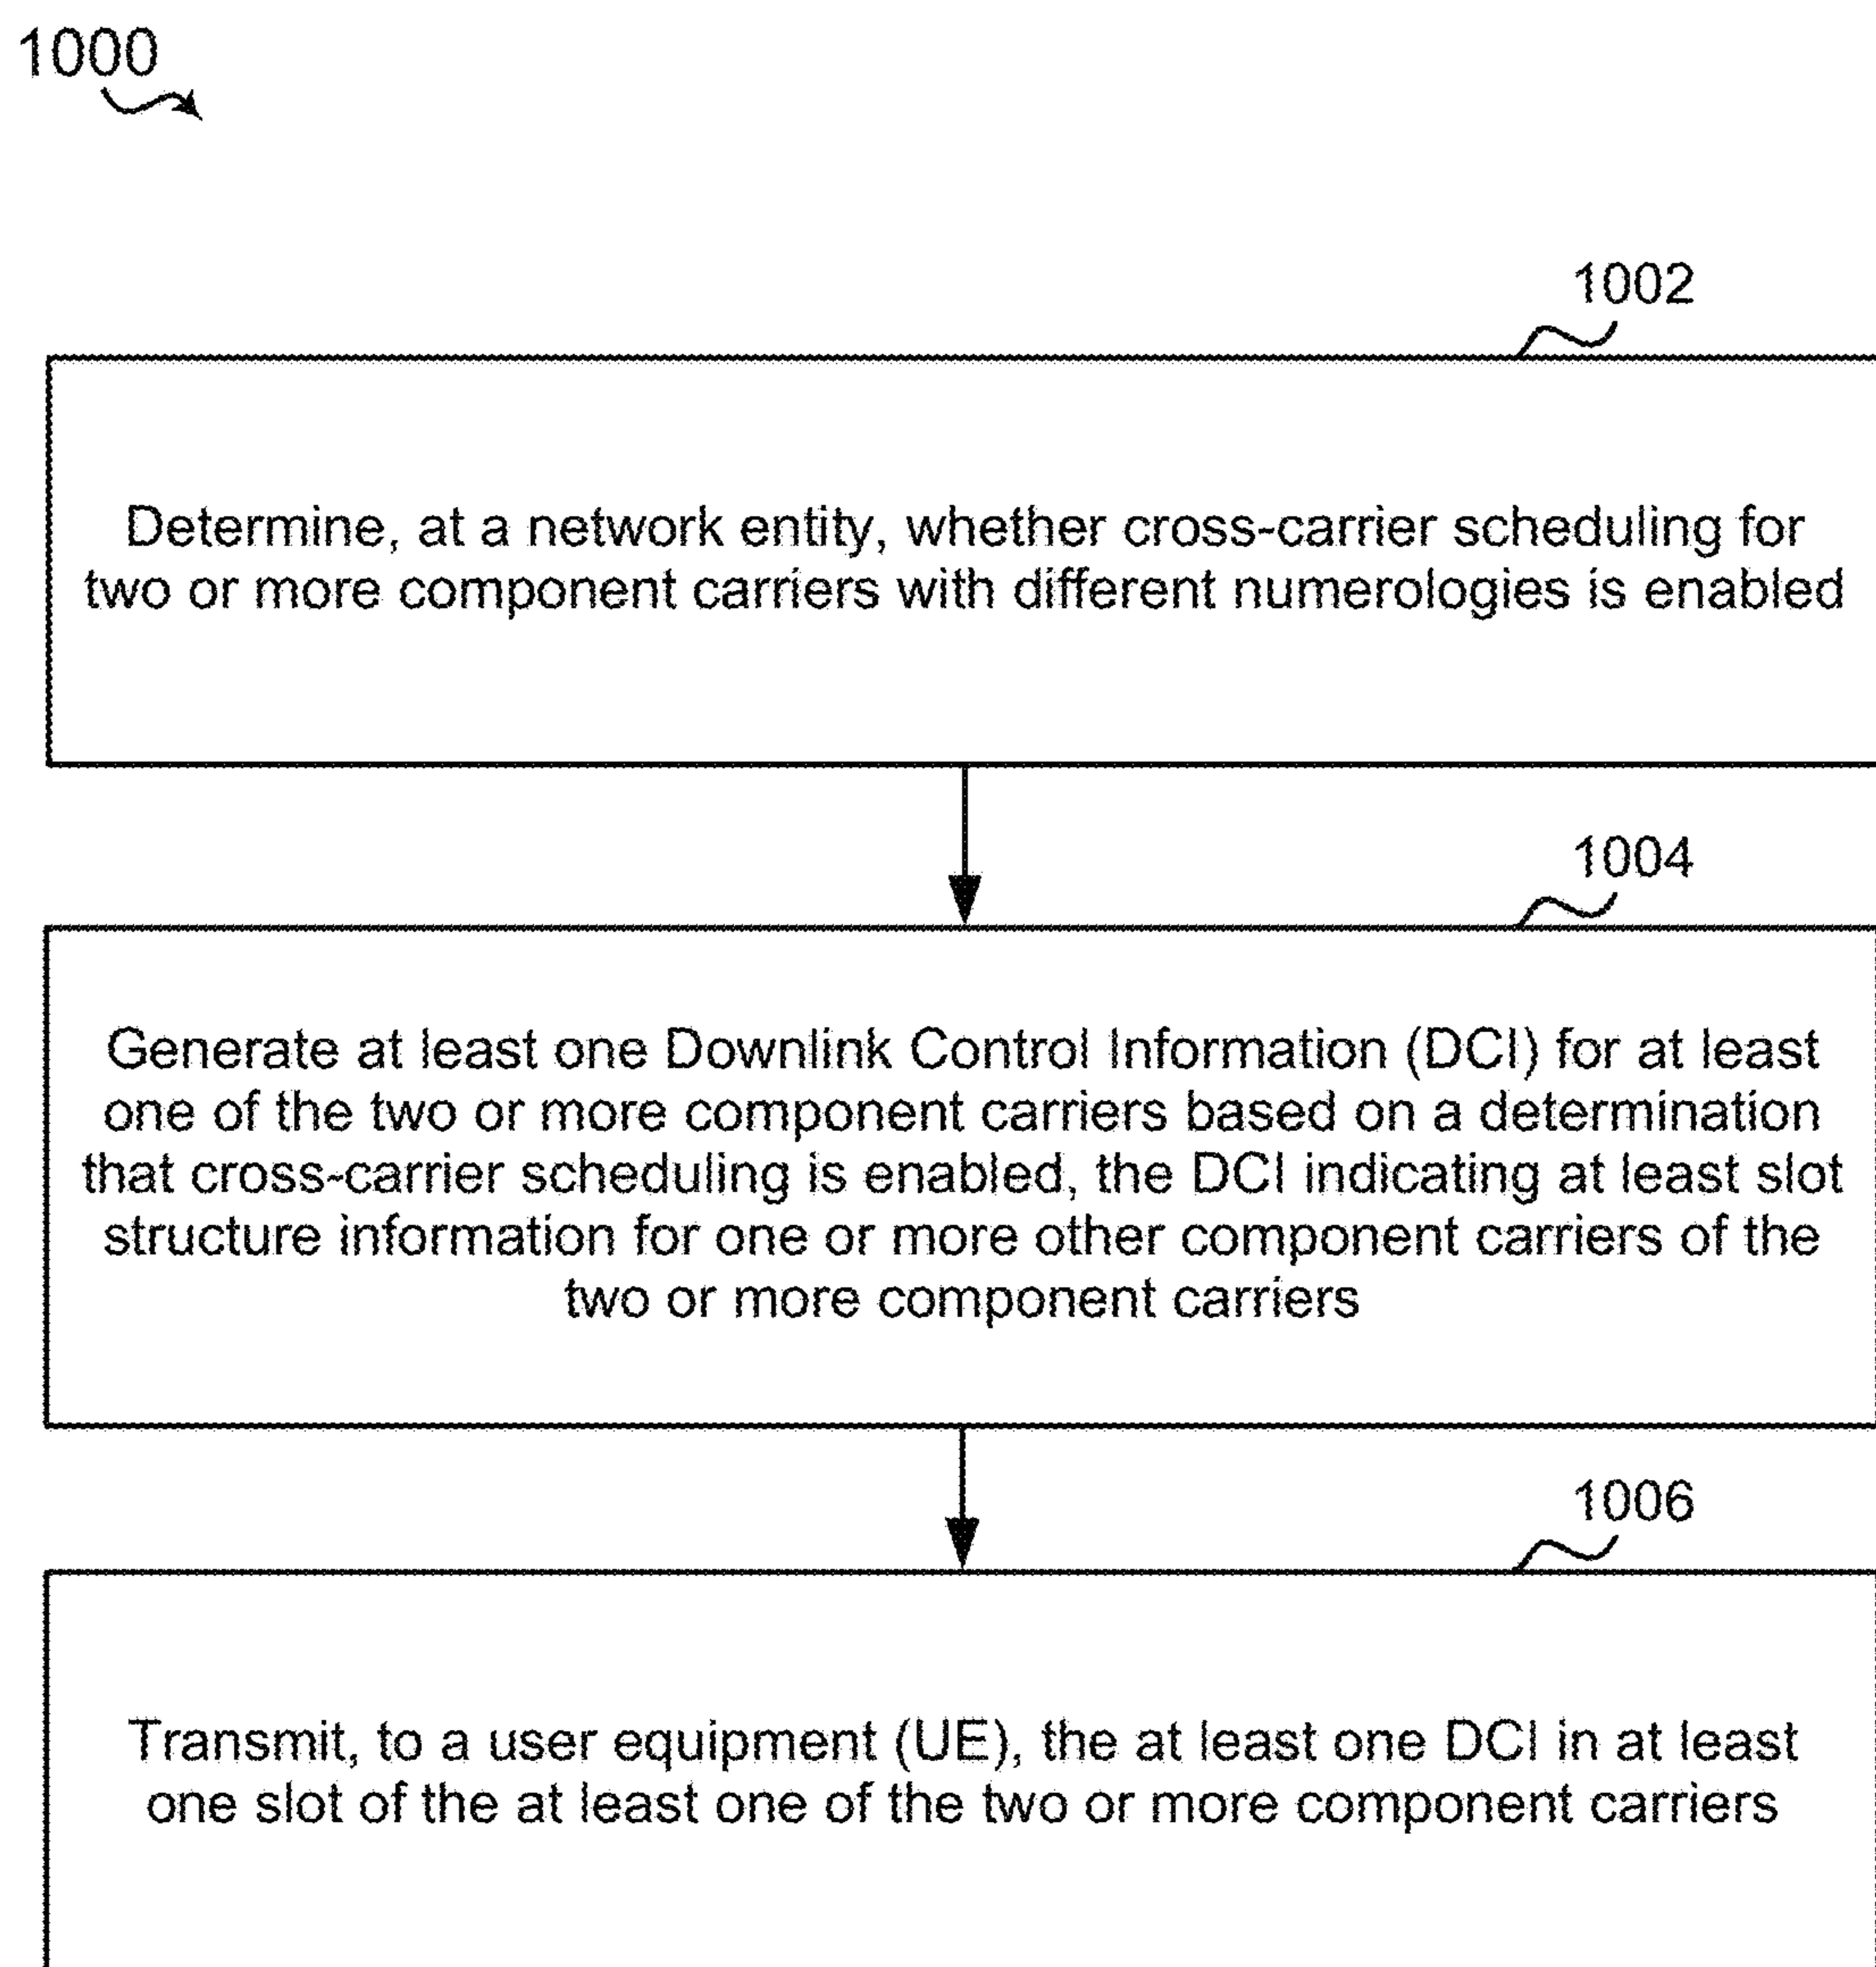 1000
1002
Determine, at a network entity, whether cross-carrier scheduling for
two or more component carriers with different numerologies is enabled
1004
Generate at least one Downlink Control Information (DCI) for at least
one of the two or more component carriers based on a determination
that cross-carrier scheduling is enabled, the DCI indicating at least slot
structure information for one or more other component carriers of the
two or more component carriers
1006
Transmit, to a user equipment (UE), the at least one DCI in at least
one slot of the at least one of the two or more component carriers